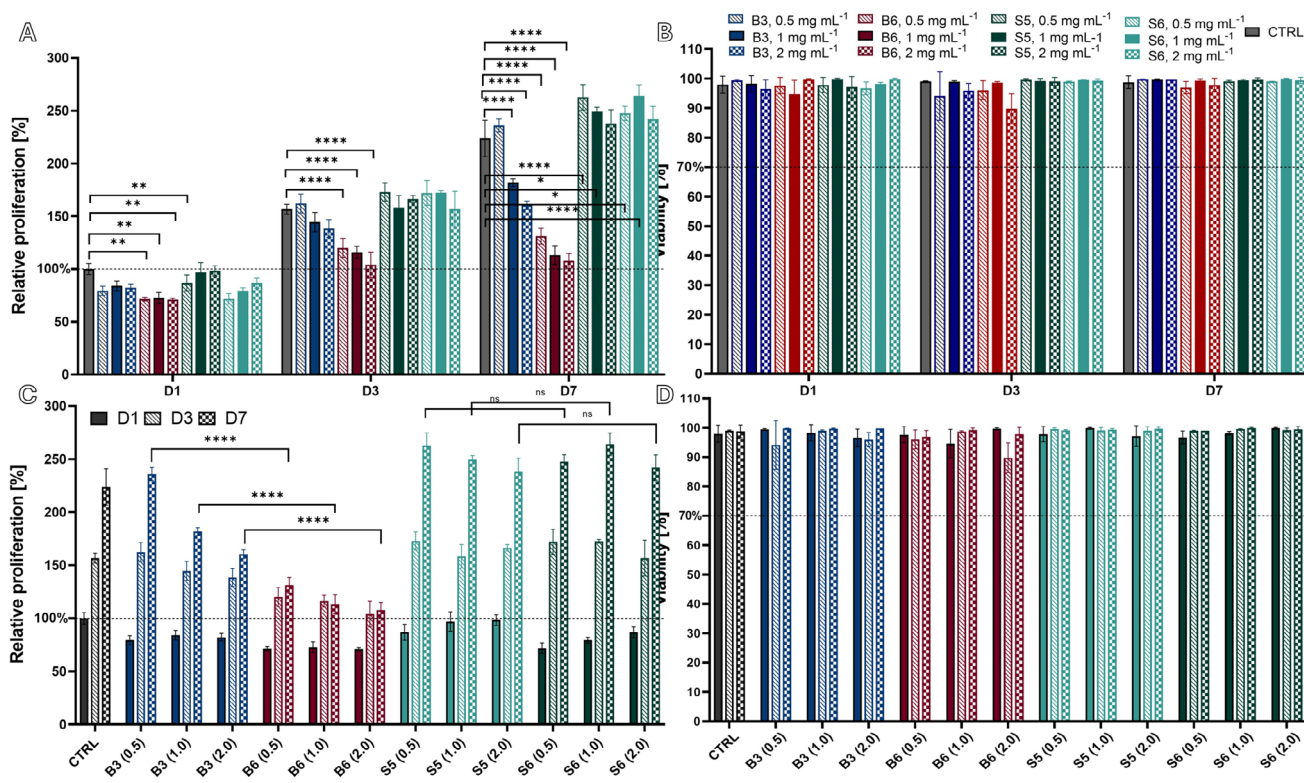 A
Relative proliferation [%]
300
250
200
150
100%
50
0
**
**
**
**
****
****
****
****
****
****
****
****
*
*
****
D1
D3
D7
B3, 0.5 mg mL⁻¹
B3, 1 mg mL⁻¹
B3, 2 mg mL⁻¹
B6, 0.5 mg mL⁻¹
B6, 1 mg mL⁻¹
B6, 2 mg mL⁻¹
S5, 0.5 mg mL⁻¹
S5, 1 mg mL⁻¹
S5, 2 mg mL⁻¹
S6, 0.5 mg mL⁻¹
S6, 1 mg mL⁻¹
S6, 2 mg mL⁻¹
CTRL
B
Viability [%]
110
100
90
80
70%
60
50
40
30
20
10
0
D1
D3
D7
C
Relative proliferation [%]
300
250
200
150
100%
50
0
D1
D3
D7
****
****
****
ns
ns
ns
CTRL
B3 (0.5)
B3 (1.0)
B3 (2.0)
B6 (0.5)
B6 (1.0)
B6 (2.0)
S5 (0.5)
S5 (1.0)
S5 (2.0)
S6 (0.5)
S6 (1.0)
S6 (2.0)
D
Viability [%]
110
100
90
80
70%
60
50
40
30
20
10
0
CTRL
B3 (0.5)
B3 (1.0)
B3 (2.0)
B6 (0.5)
B6 (1.0)
B6 (2.0)
S5 (0.5)
S5 (1.0)
S5 (2.0)
S6 (0.5)
S6 (1.0)
S6 (2.0)